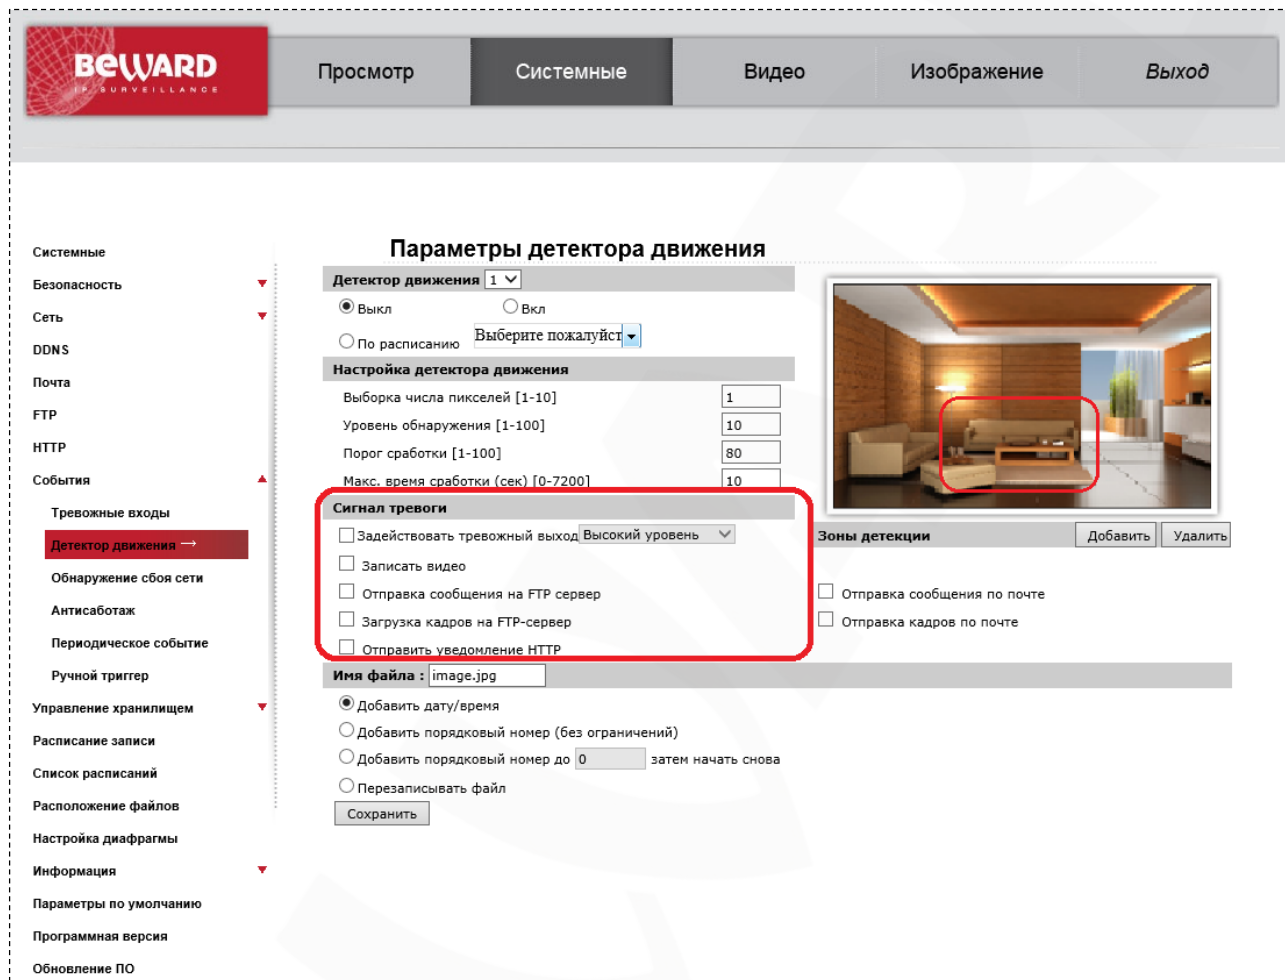 BEWARD
IP SURVEILLANCE
Просмотр
Системные
Видео
Изображение
Выход
Системные
Безопасность
Сеть
DDNS
Почта
FTP
HTTP
События
Тревожные входы
Детектор движения →
Обнаружение сбоя сети
Антисаботаж
Периодическое событие
Ручной триггер
Управление хранилищем
Расписание записи
Список расписаний
Расположение файлов
Настройка диафрагмы
Информация
Параметры по умолчанию
Программная версия
Обновление ПО
Параметры детектора движения
Детектор движения 1
Выкл Вкл
По расписанию Выберите пожалуйст
Настройка детектора движения
Выборка числа пикселей [1-10] 1
Уровень обнаружения [1-100] 10
Порог сработки [1-100] 80
Макс. время сработки (сек) [0-7200] 10
Сигнал тревоги
Задействовать тревожный выход Высокий уровень
Зоны детекции Добавить Удалить
Записать видео
Отправка сообщения на FTP сервер Отправка сообщения по почте
Загрузка кадров на FTP-сервер Отправка кадров по почте
Отправить уведомление HTTP
Имя файла : image.jpg
Добавить дату/время
Добавить порядковый номер (без ограничений)
Добавить порядковый номер до 0 затем начать снова
Перезаписывать файл
Сохранить